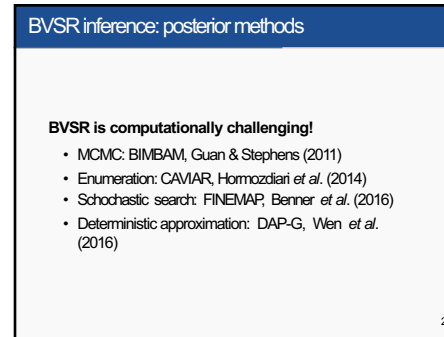 BVSR inference: posterior methods
BVSR is computationally challenging!
• MCMC: BIMBAM, Guan & Stephens (2011)
• Enumeration: CAVIAR, Hormozdiari et al. (2014)
• Schochastic search: FINEMAP, Benner et al. (2016)
• Deterministic approximation: DAP-G, Wen et al.
(2016)
2